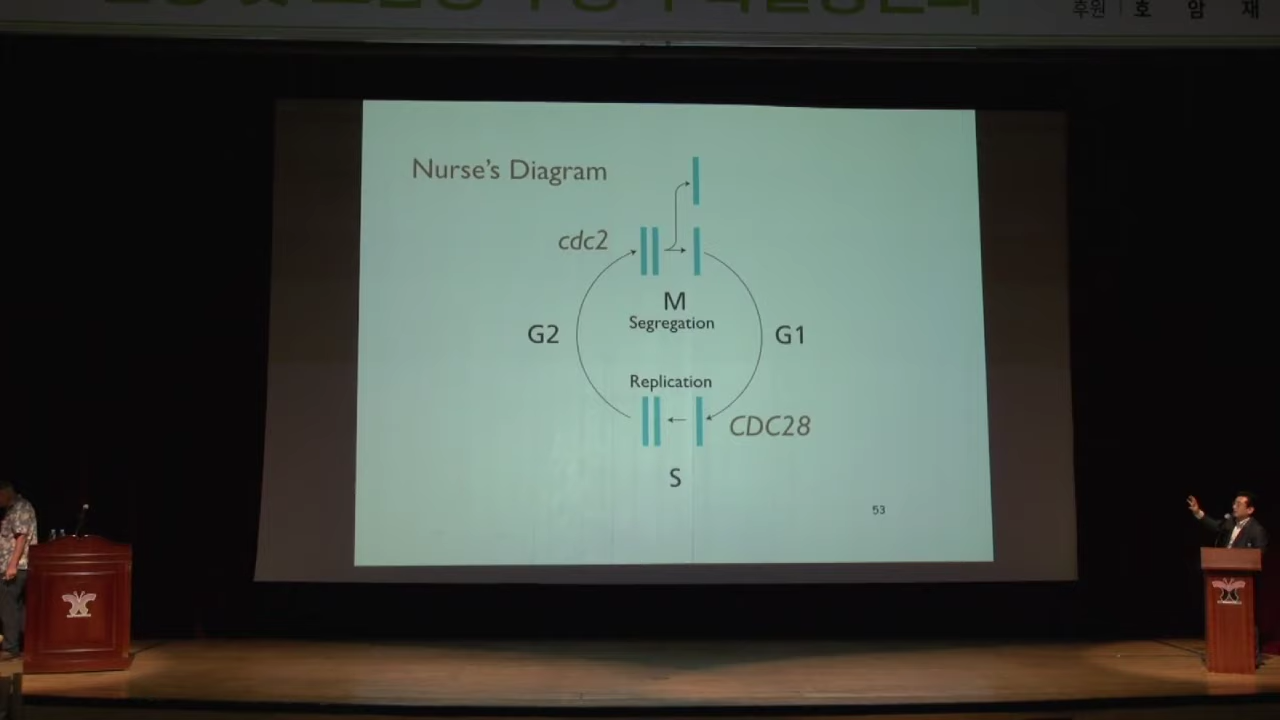 후원 | 호 암 재
Nurse's Diagram
cdc2
M
Segregation
G2
G1
Replication
CDC28
S
53